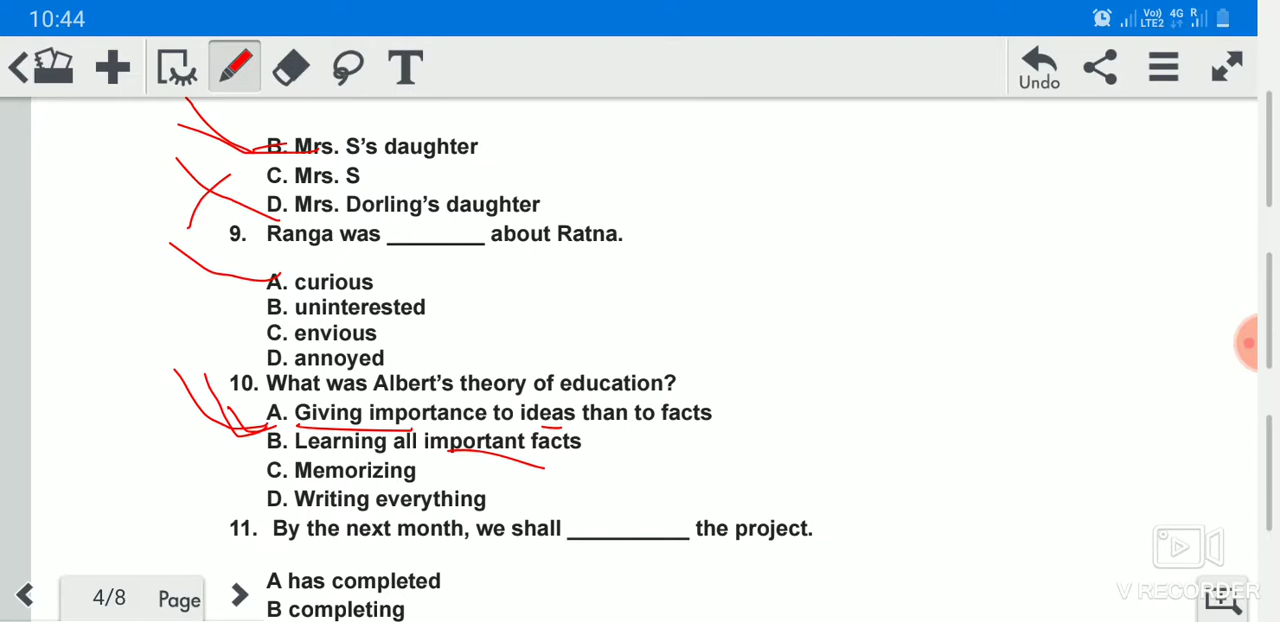 10:44
Vo)) 4G R
LTE2
Undo
B. Mrs. S's daughter
C. Mrs. S
D. Mrs. Dorling's daughter
9. Ranga was ________ about Ratna.
A. curious
B. uninterested
C. envious
D. annoyed
10. What was Albert's theory of education?
A. Giving importance to ideas than to facts
B. Learning all important facts
C. Memorizing
D. Writing everything
11. By the next month, we shall __________ the project.
A has completed
B completing
4/8 Page
V RECORDER